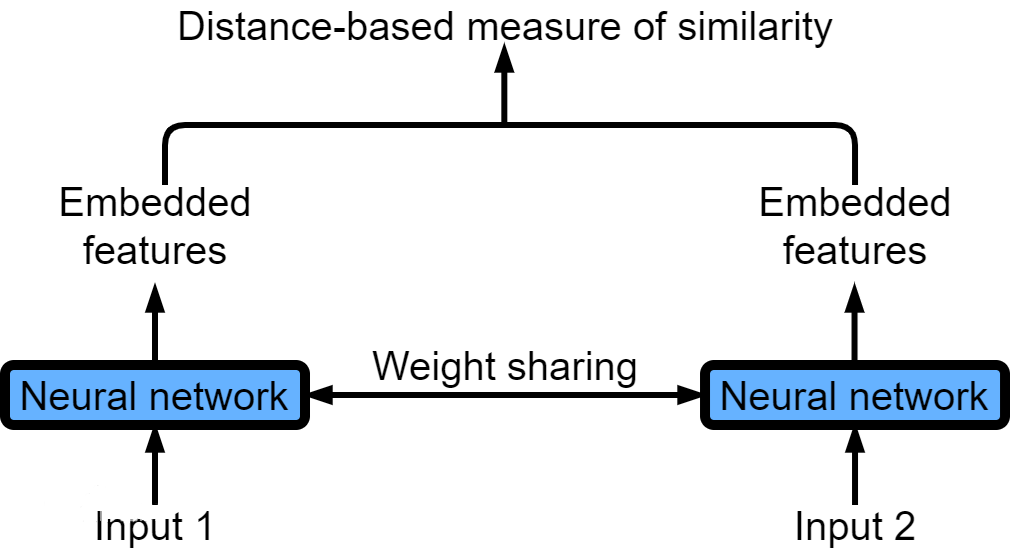 Distance-based measure of similarity
Embedded
features
Embedded
features
Weight sharing
Neural network
Neural network
Input 1
Input 2